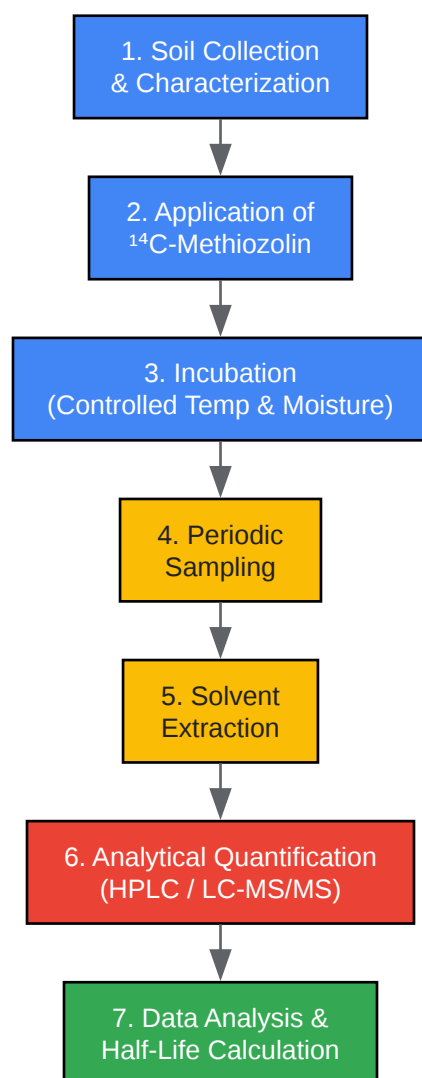 1. Soil Collection
& Characterization
2. Application of
¹⁴C-Methiozolin
3. Incubation
(Controlled Temp & Moisture)
4. Periodic
Sampling
5. Solvent
Extraction
6. Analytical Quantification
(HPLC / LC-MS/MS)
7. Data Analysis &
Half-Life Calculation